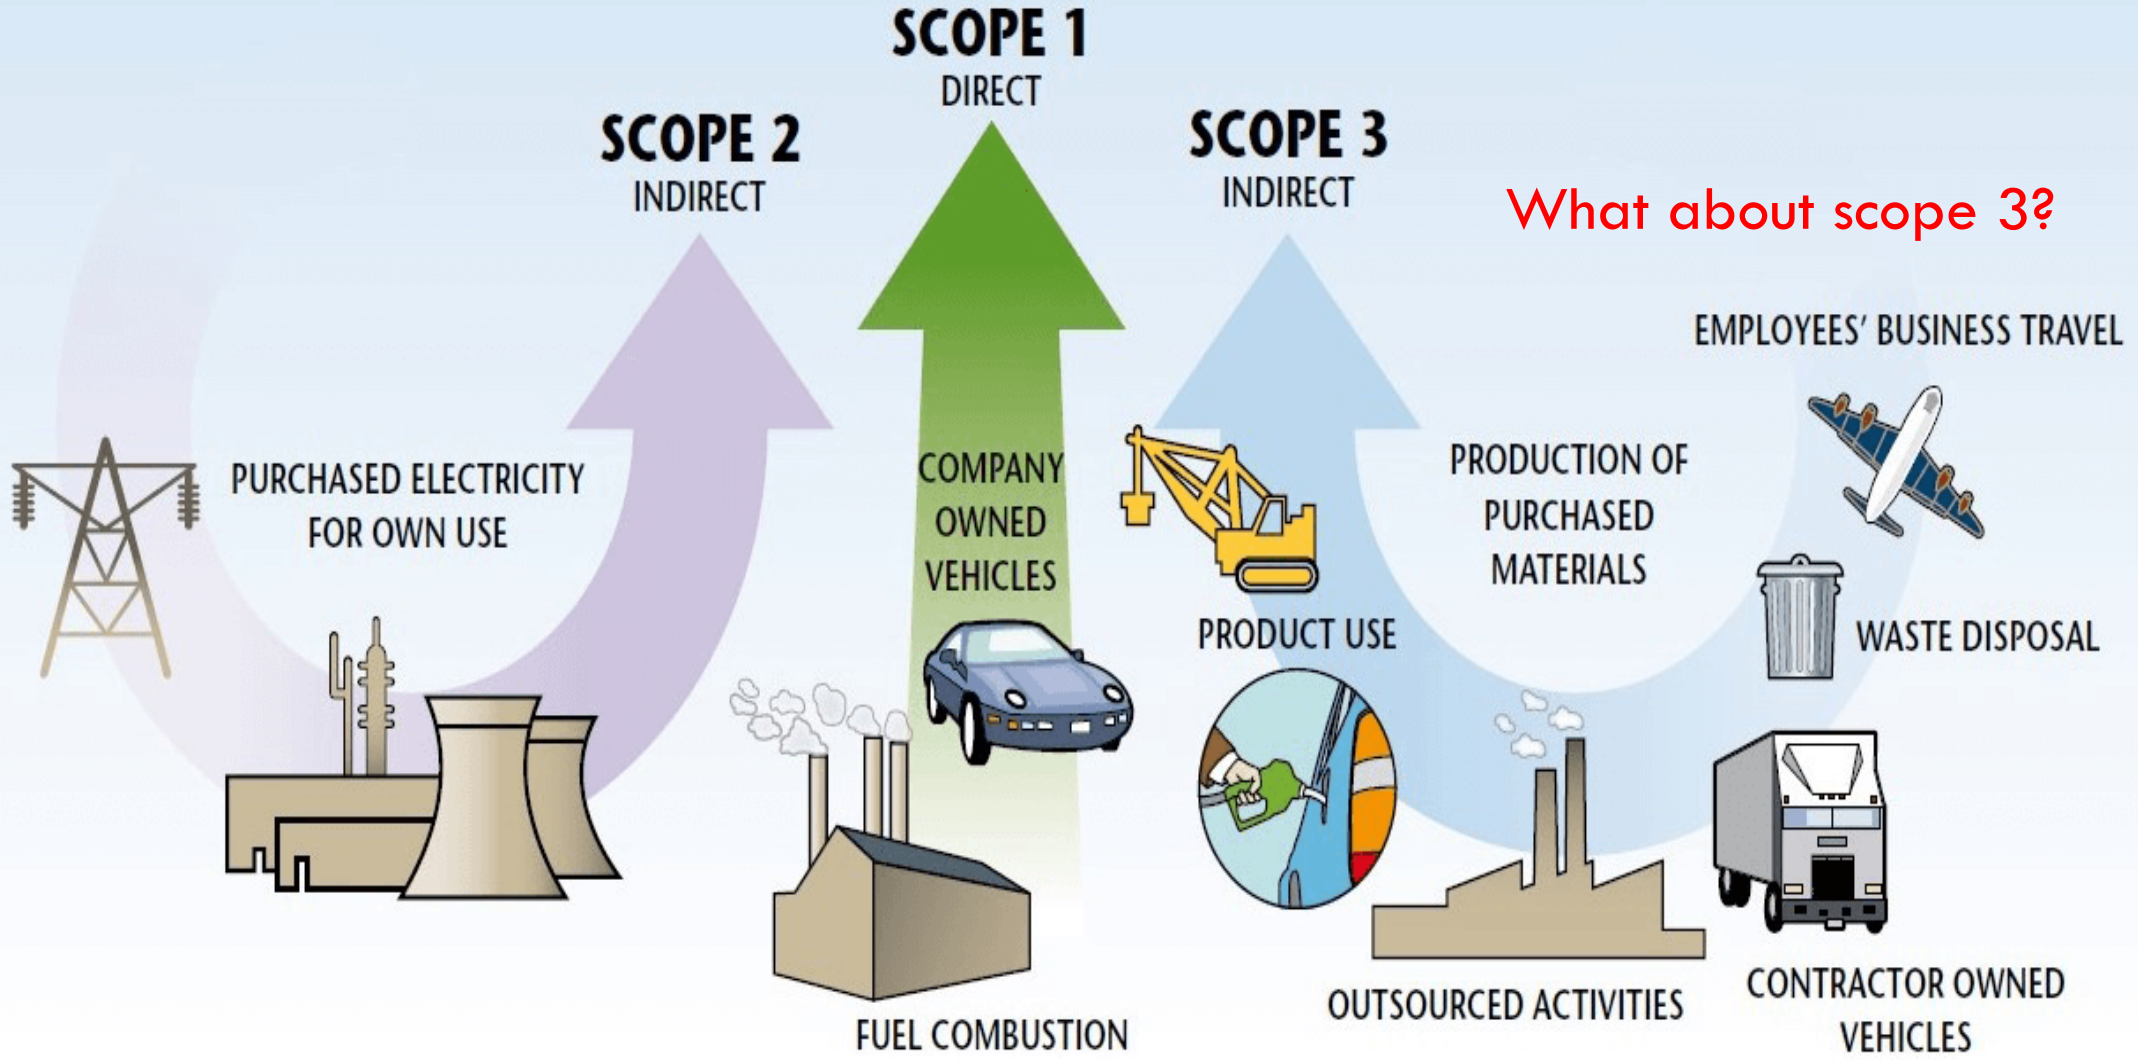 SCOPE 1
DIRECT
SCOPE 2
INDIRECT
SCOPE 3
INDIRECT
What about scope 3?
PURCHASED ELECTRICITY
FOR OWN USE
COMPANY
OWNED
VEHICLES
FUEL COMBUSTION
PRODUCT USE
PRODUCTION OF
PURCHASED
MATERIALS
EMPLOYEES’ BUSINESS TRAVEL
WASTE DISPOSAL
OUTSOURCED ACTIVITIES
CONTRACTOR OWNED
VEHICLES